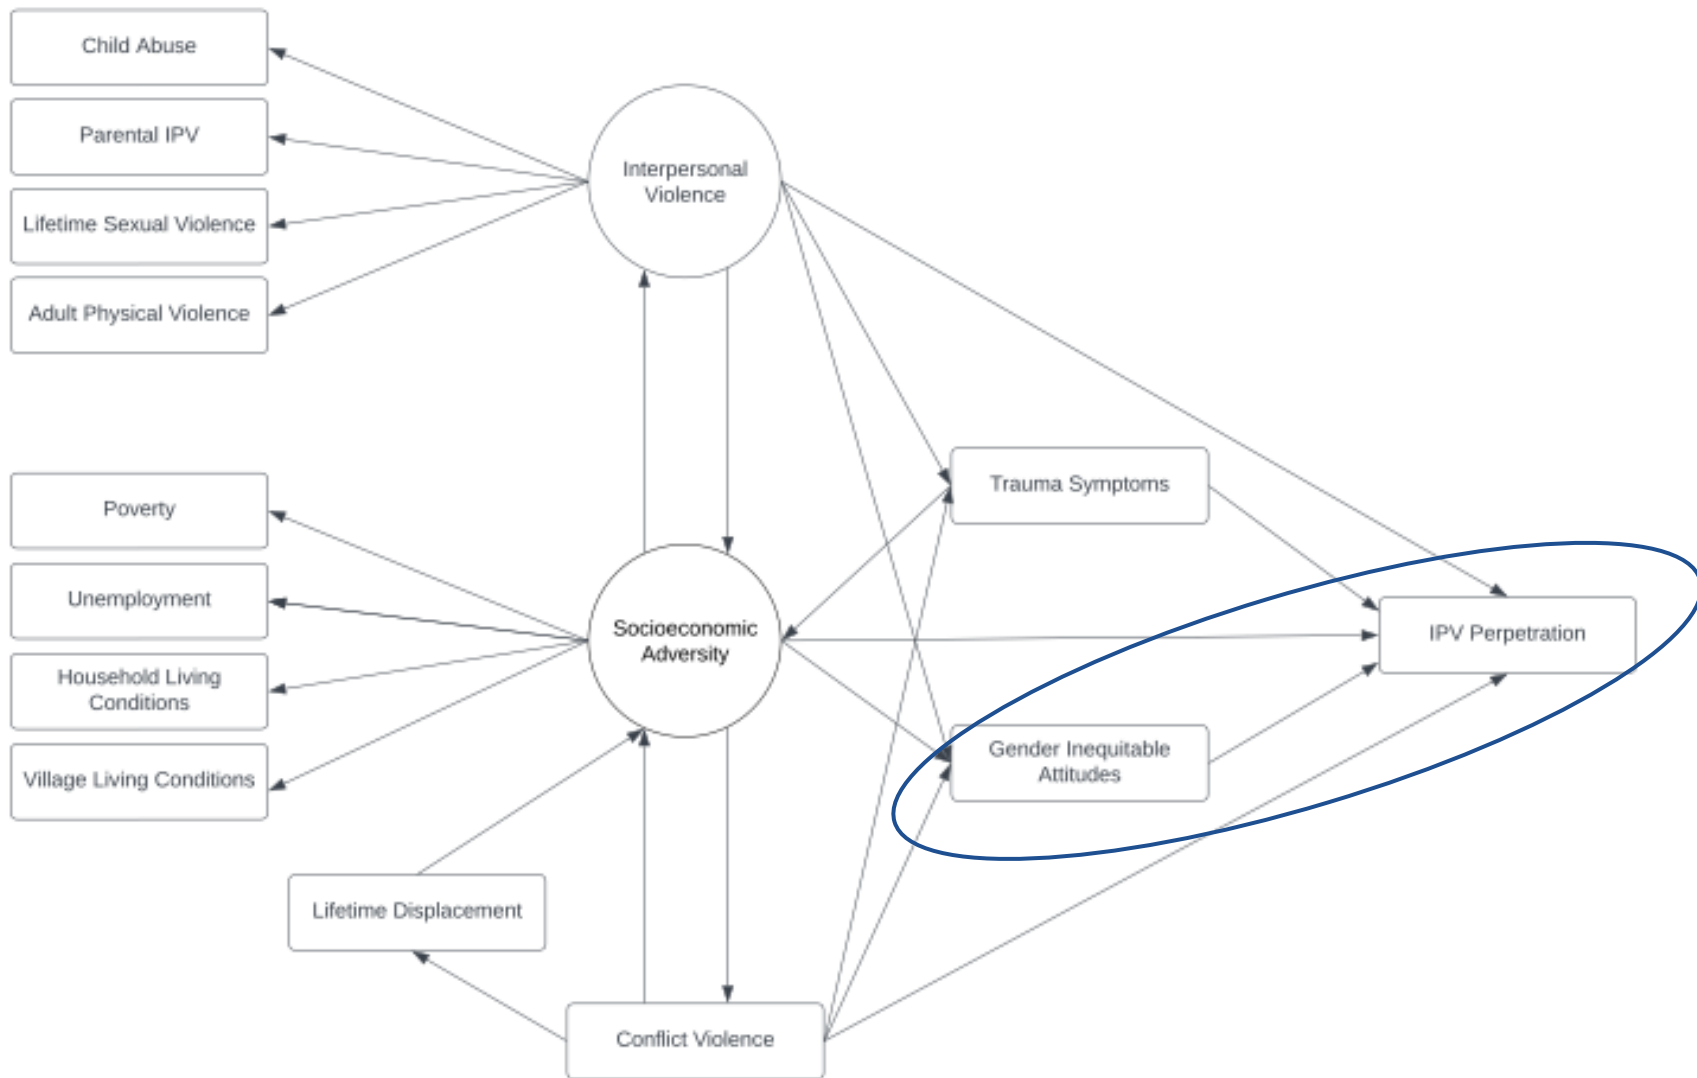 Child Abuse
Parental IPV
Lifetime Sexual Violence
Adult Physical Violence
Interpersonal
Violence
Poverty
Unemployment
Household Living
Conditions
Village Living Conditions
Socioeconomic
Adversity
Trauma Symptoms
IPV Perpetration
Gender Inequitable
Attitudes
Lifetime Displacement
Conflict Violence